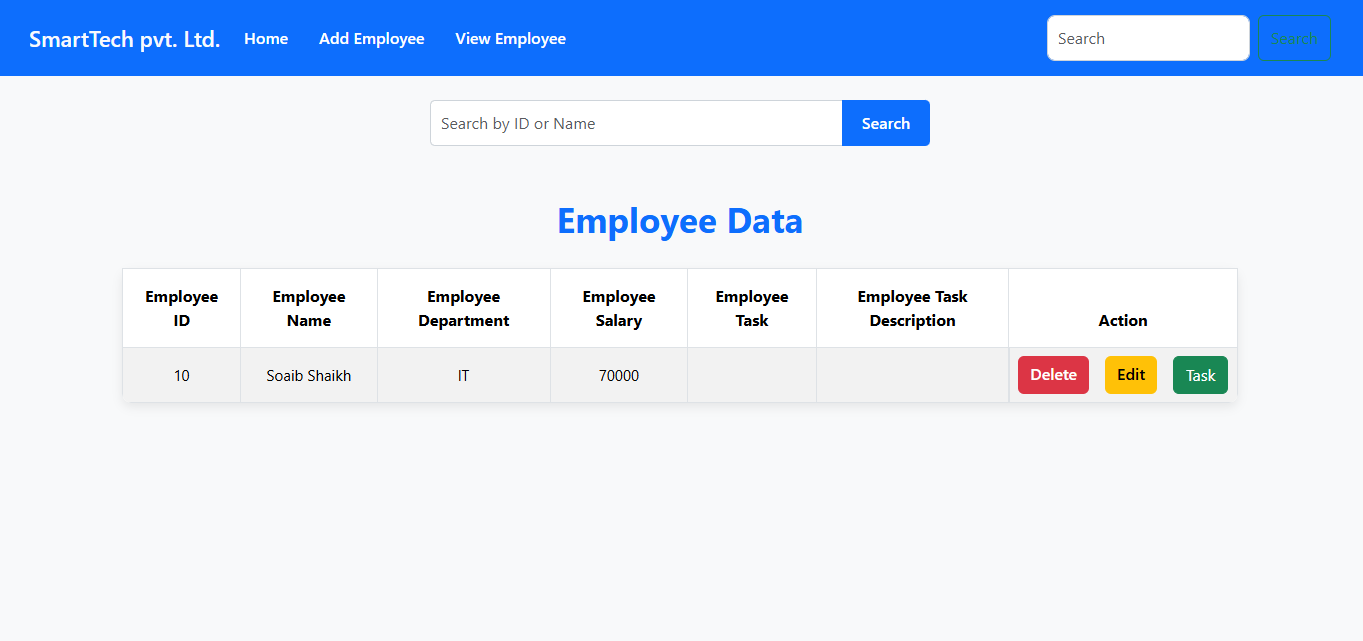 SmartTech pvt. Ltd. Home Add Employee View Employee Search Search
Search by ID or Name Search
Employee Data
Employee ID Employee Name Employee Department Employee Salary Employee Task Employee Task Description Action
10 Soaib Shaikh IT 70000 Delete Edit Task